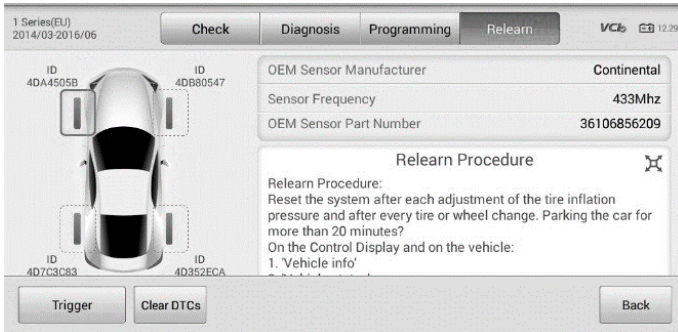 1 Series(EU)
2014/03-2016/06
Check
Diagnosis
Programming
Relearn
VCI
12:29
ID
4DA4505B
ID
4DB80547
ID
4D7C3C83
ID
4D352ECA
OEM Sensor Manufacturer Continental
Sensor Frequency 433Mhz
OEM Sensor Part Number 36106856209
Relearn Procedure
Relearn Procedure:
Reset the system after each adjustment of the tire inflation
pressure and after every tire or wheel change. Parking the car for
more than 20 minutes?
On the Control Display and on the vehicle:
1. 'Vehicle info'
Trigger
Clear DTCs
Back